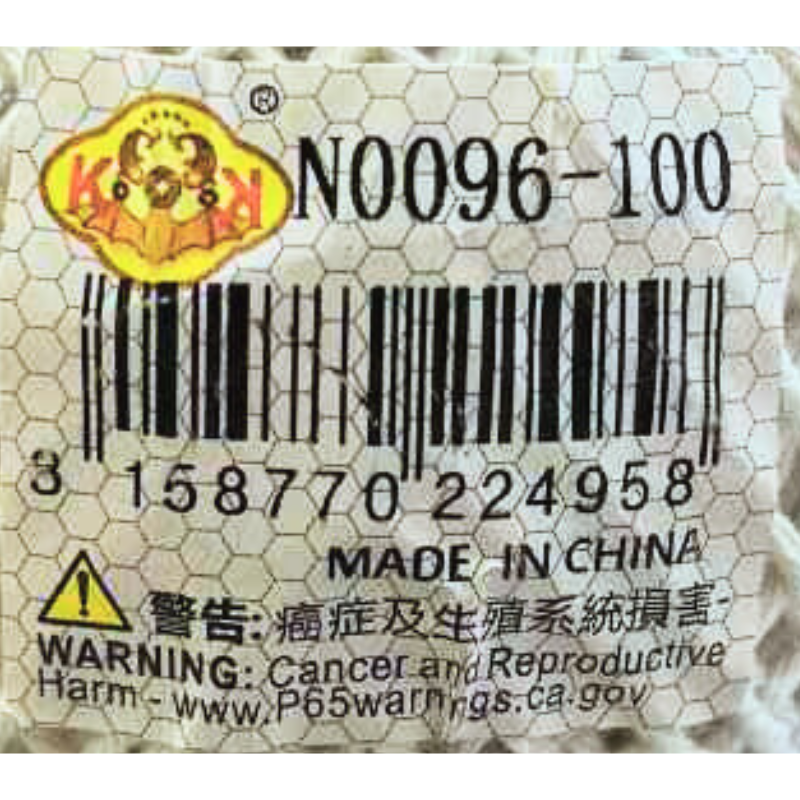 ®
K K
N0096-100
3 158770 224958
MADE IN CHINA
警告: 癌症及生殖系統損害-
WARNING: Cancer and Reproductive
Harm - www.P65warnings.ca.gov